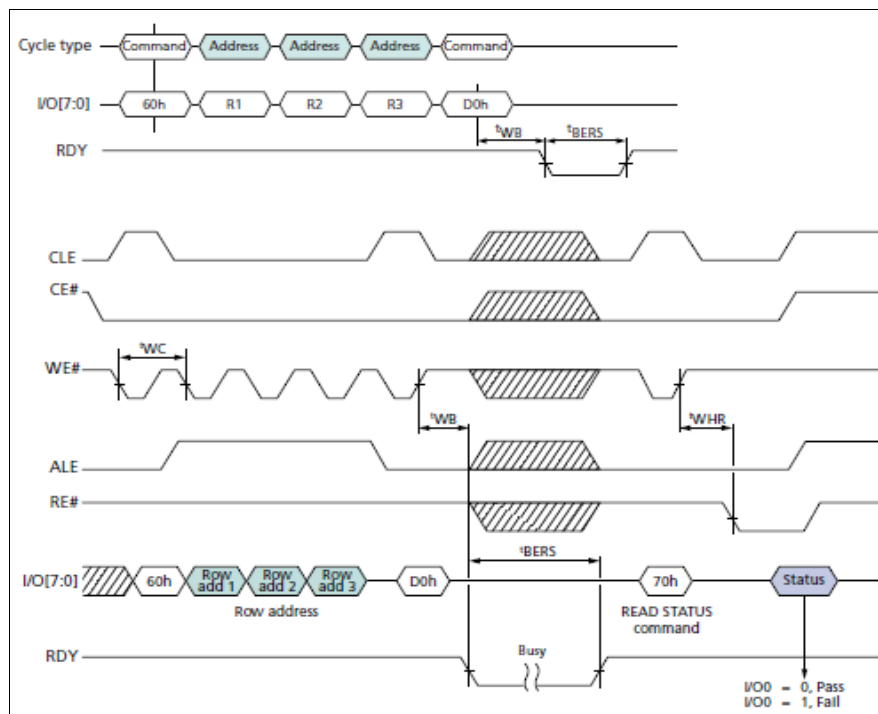 Cycle type Command Address Address Address Command
I/O[7:0] 60h R1 R2 R3 D0h
tWB tBERS
RDY
CLE
CE#
tWC
WE#
tWB tWHR
ALE
RE#
tBERS
I/O[7:0] 60h Row add 1 Row add 2 Row add 3 D0h 70h Status
Row address READ STATUS
command
RDY Busy
I/O0 = 0, Pass
I/O0 = 1, Fail